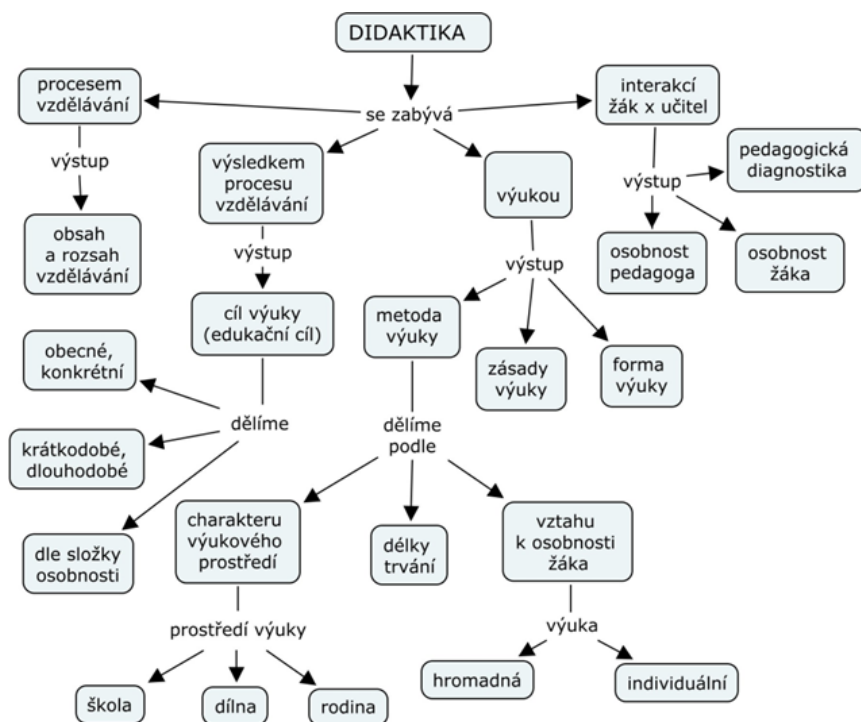 DIDAKTIKA
procesem
vzdělávání
se zabývá
interakcí
žák x učitel
výstup
výsledkem
procesu
vzdělávání
výukou
výstup
pedagogická
diagnostika
obsah
a rozsah
vzdělávání
výstup
výstup
osobnost
pedagoga
osobnost
žáka
cíl výuky
(edukační cíl)
metoda
výuky
zásady
výuky
forma
výuky
obecné,
konkrétní
dělíme
krátkodobé,
dlouhodobé
dělíme
podle
dle složky
osobnosti
charakteru
výukového
prostředí
délky
trvání
vztahu
k osobnosti
žáka
prostředí výuky
výuka
škola
dílna
rodina
hromadná
individuální